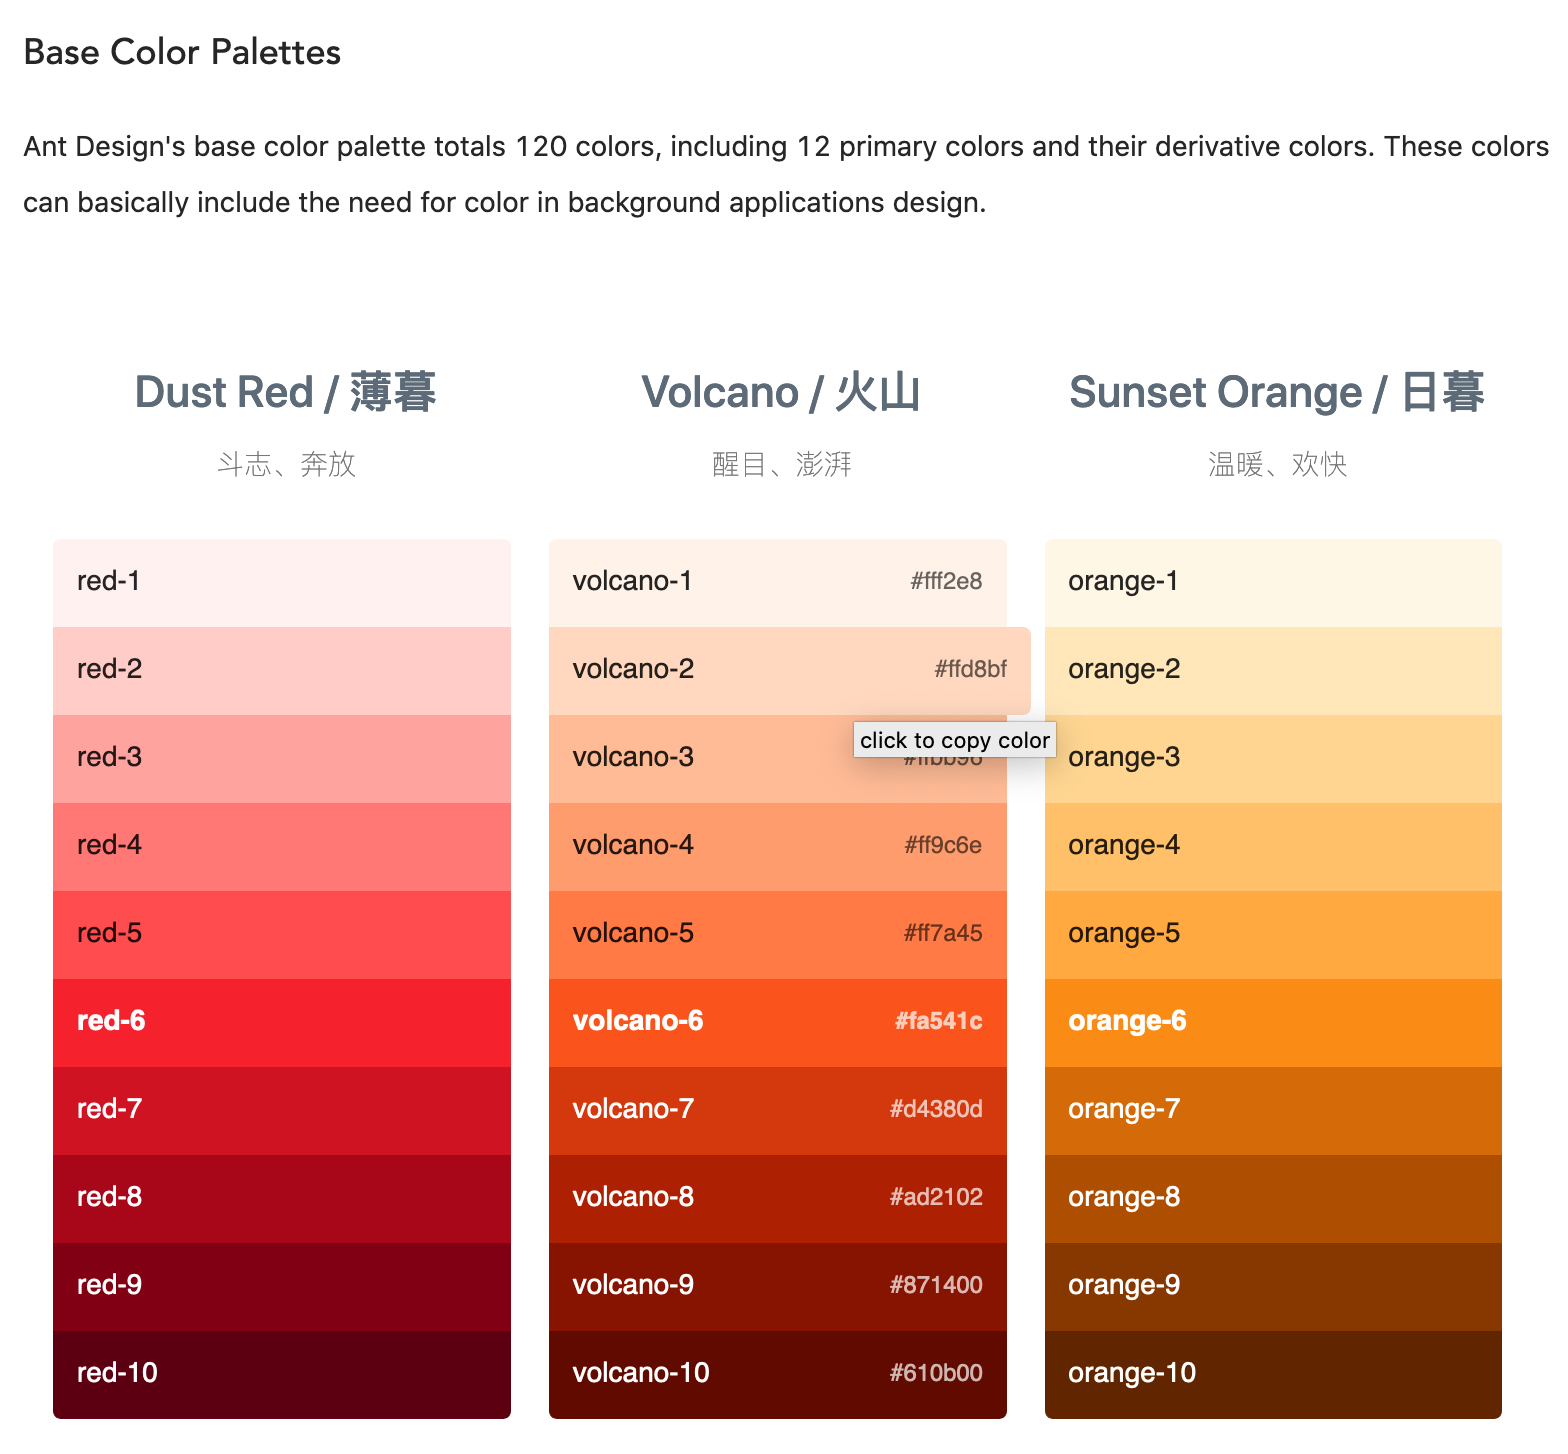 Base Color Palettes
Ant Design's base color palette totals 120 colors, including 12 primary colors and their derivative colors. These colors
can basically include the need for color in background applications design.
Dust Red / 薄暮
斗志、奔放
red-1
red-2
red-3
red-4
red-5
red-6
red-7
red-8
red-9
red-10
Volcano / 火山
醒目、澎湃
volcano-1 #fff2e8
volcano-2 #ffd8bf
click to copy color
volcano-3 #ffbb96
volcano-4 #ff9c6e
volcano-5 #ff7a45
volcano-6 #fa541c
volcano-7 #d4380d
volcano-8 #ad2102
volcano-9 #871400
volcano-10 #610b00
Sunset Orange / 日暮
温暖、欢快
orange-1
orange-2
orange-3
orange-4
orange-5
orange-6
orange-7
orange-8
orange-9
orange-10